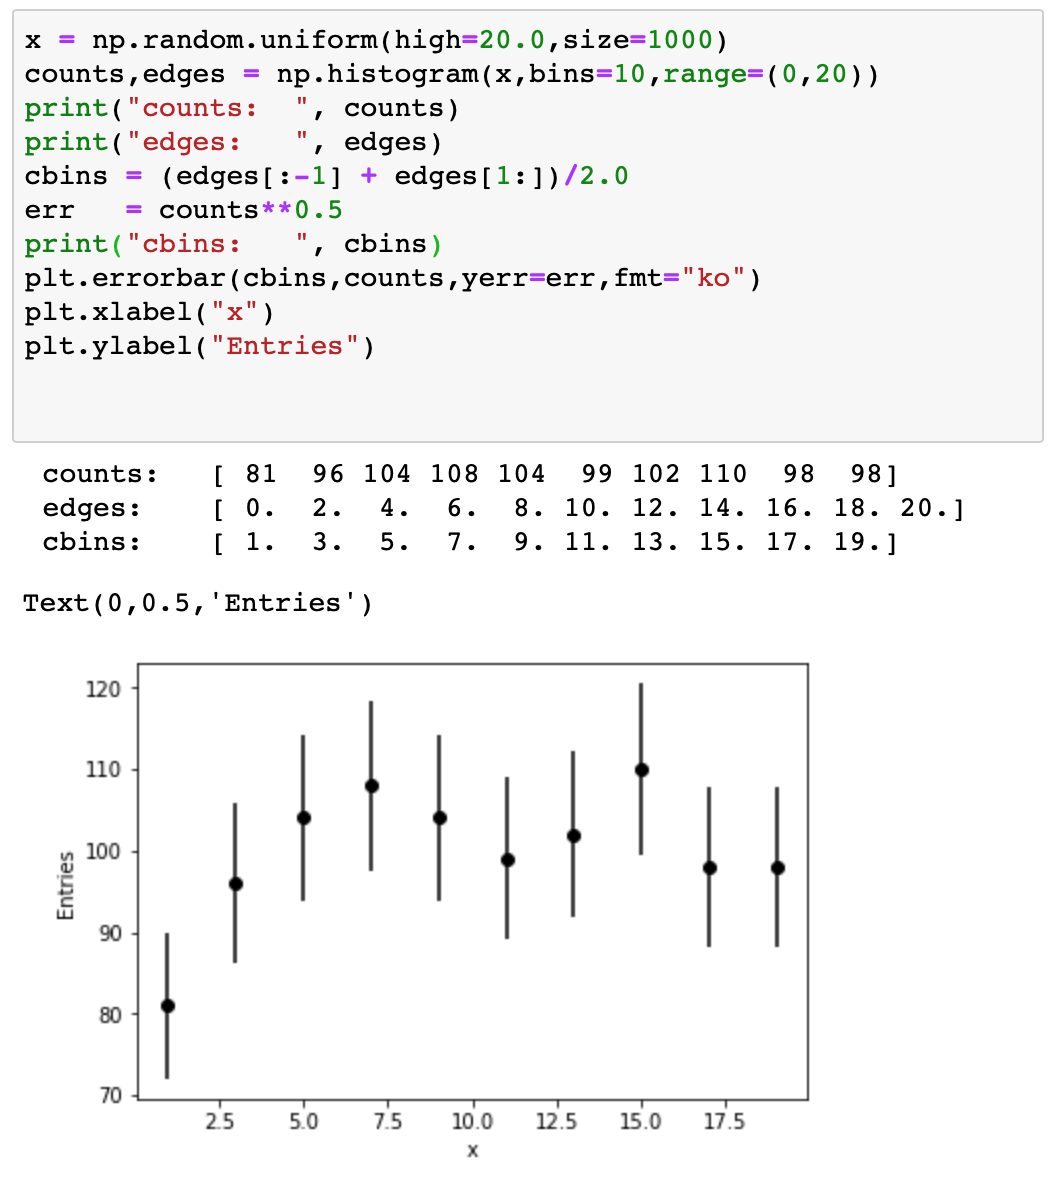 x = np.random.uniform(high=20.0,size=1000)
counts,edges = np.histogram(x,bins=10,range=(0,20))
print("counts:  ", counts)
print("edges:   ", edges)
cbins = (edges[:-1] + edges[1:])/2.0
err   = counts**0.5
print("cbins:   ", cbins)
plt.errorbar(cbins,counts,yerr=err,fmt="ko")
plt.xlabel("x")
plt.ylabel("Entries")
counts:   [ 81  96 104 108 104  99 102 110  98  98]
edges:    [ 0.  2.  4.  6.  8. 10. 12. 14. 16. 18. 20.]
cbins:    [ 1.  3.  5.  7.  9. 11. 13. 15. 17. 19.]
Text(0,0.5,'Entries')
120
110
100
90
80
70
Entries
2.5 5.0 7.5 10.0 12.5 15.0 17.5
x